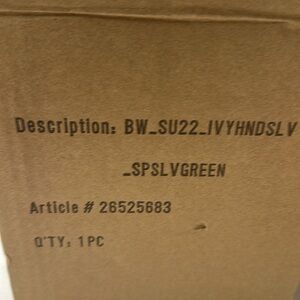 Description: BW_SU22_IVYHNDSLV
_SPSLVGREEN
Article # 26525683
Q'TY: 1PC